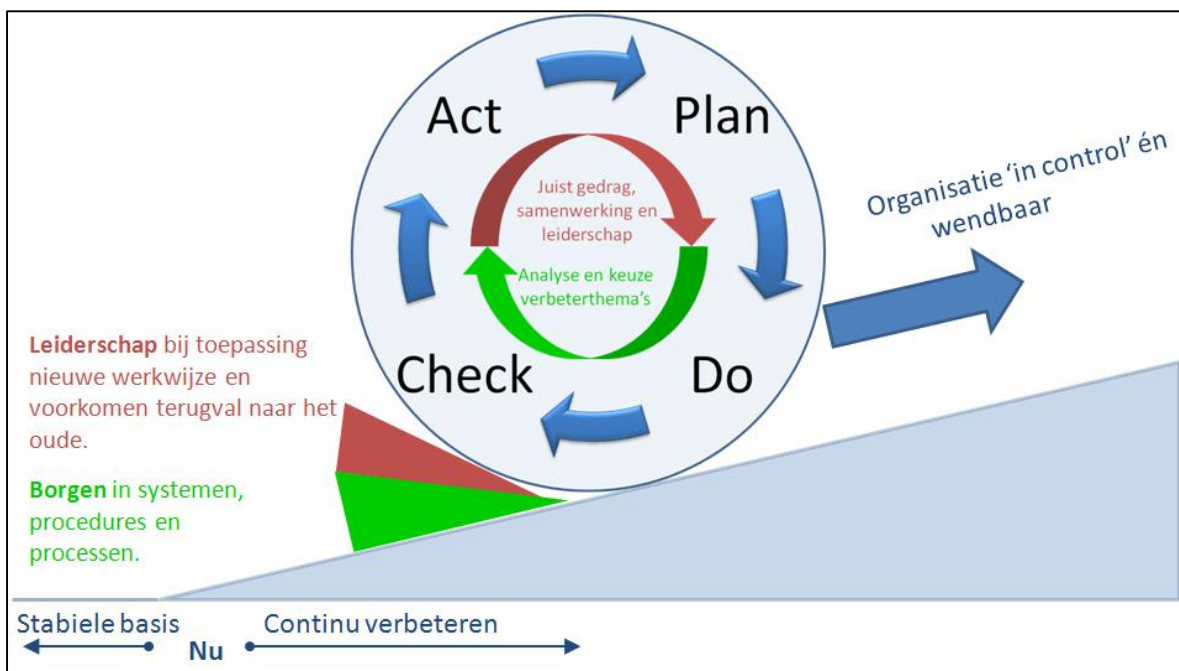 Act
Plan
Juist gedrag,
samenwerking en
leiderschap
Analyse en keuze
verbeterthema's
Check
Do
Organisatie 'in control' én
wendbaar
Leiderschap bij toepassing
nieuwe werkwijze en
voorkomen terugval naar het
oude.
Borgen in systemen,
procedures en
processen.
Stabiele basis
Nu
Continu verbeteren